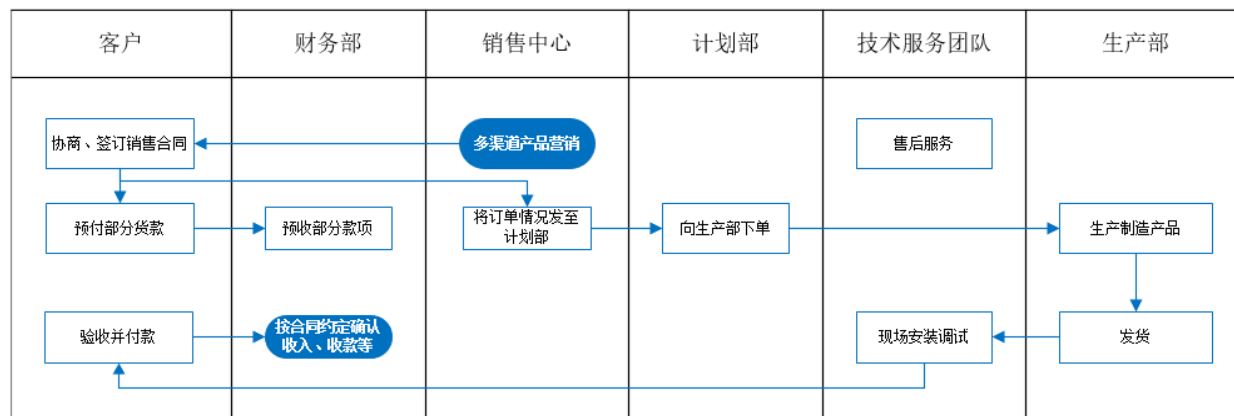 客户
财务部
销售中心
计划部
技术服务团队
生产部
协商、签订销售合同
多渠道产品营销
售后服务
预付部分货款
预收部分款项
将订单情况发至
计划部
向生产部下单
生产制造产品
验收并付款
按合同约定确认
收入、收款等
现场安装调试
发货